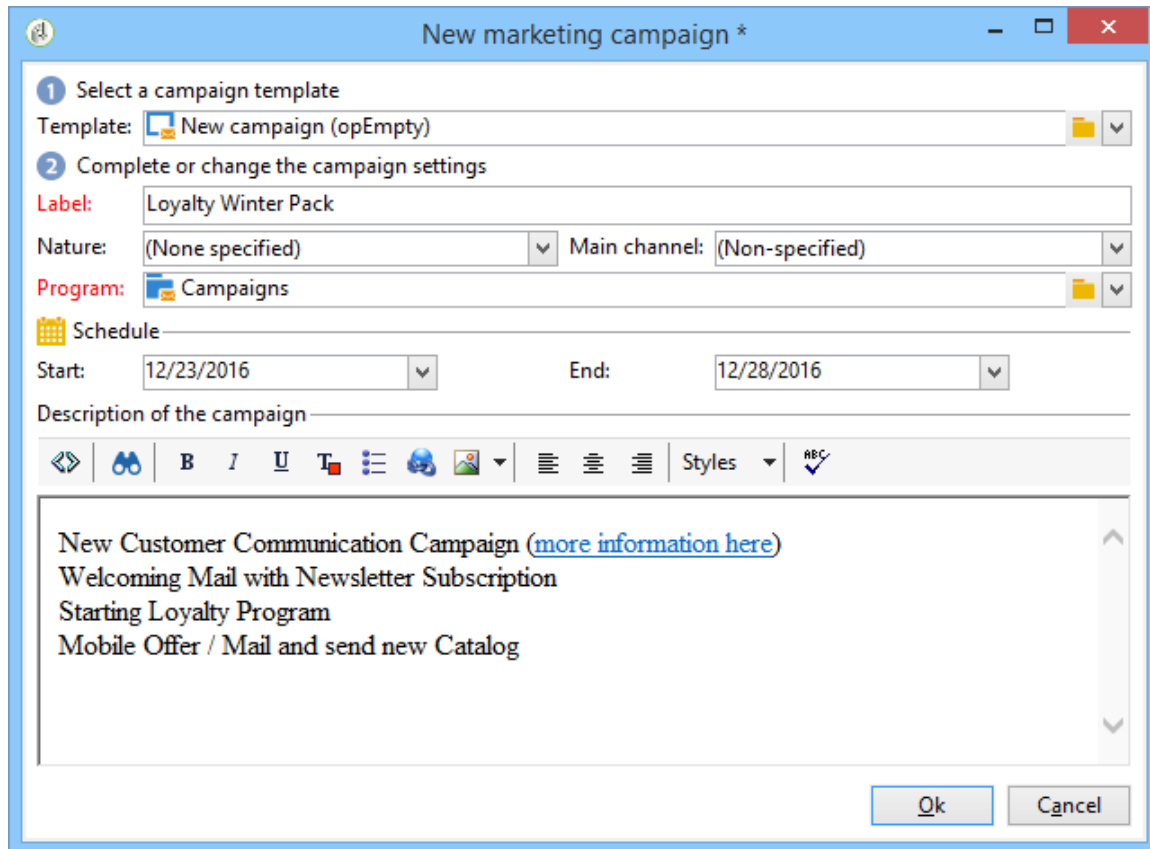 New marketing campaign *
1 Select a campaign template
Template: New campaign (opEmpty)
2 Complete or change the campaign settings
Label: Loyalty Winter Pack
Nature: (None specified) Main channel: (Non-specified)
Program: Campaigns
Schedule
Start: 12/23/2016 End: 12/28/2016
Description of the campaign
B I U T Styles ABC
New Customer Communication Campaign (more information here)
Welcoming Mail with Newsletter Subscription
Starting Loyalty Program
Mobile Offer / Mail and send new Catalog
Ok Cancel